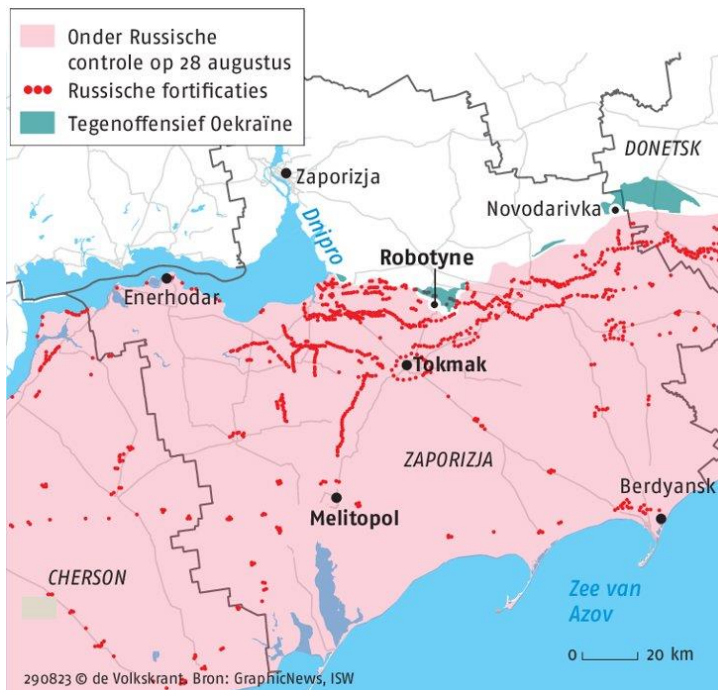 Onder Russische
controle op 28 augustus
Russische fortificaties
Tegenoffensief Oekraïne
DONETSK
Zaporizja
Novodarivka
Dnipro
Robotyne
Enerhodar
Tokmak
ZAPORIZJA
Berdyansk
Melitopol
CHERSON
Zee van
Azov
0 20 km
290823 © de Volkskrant. Bron: GraphicNews, ISW